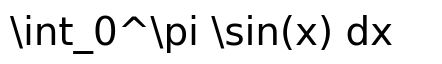 \int_0^\pi \sin(x) dx